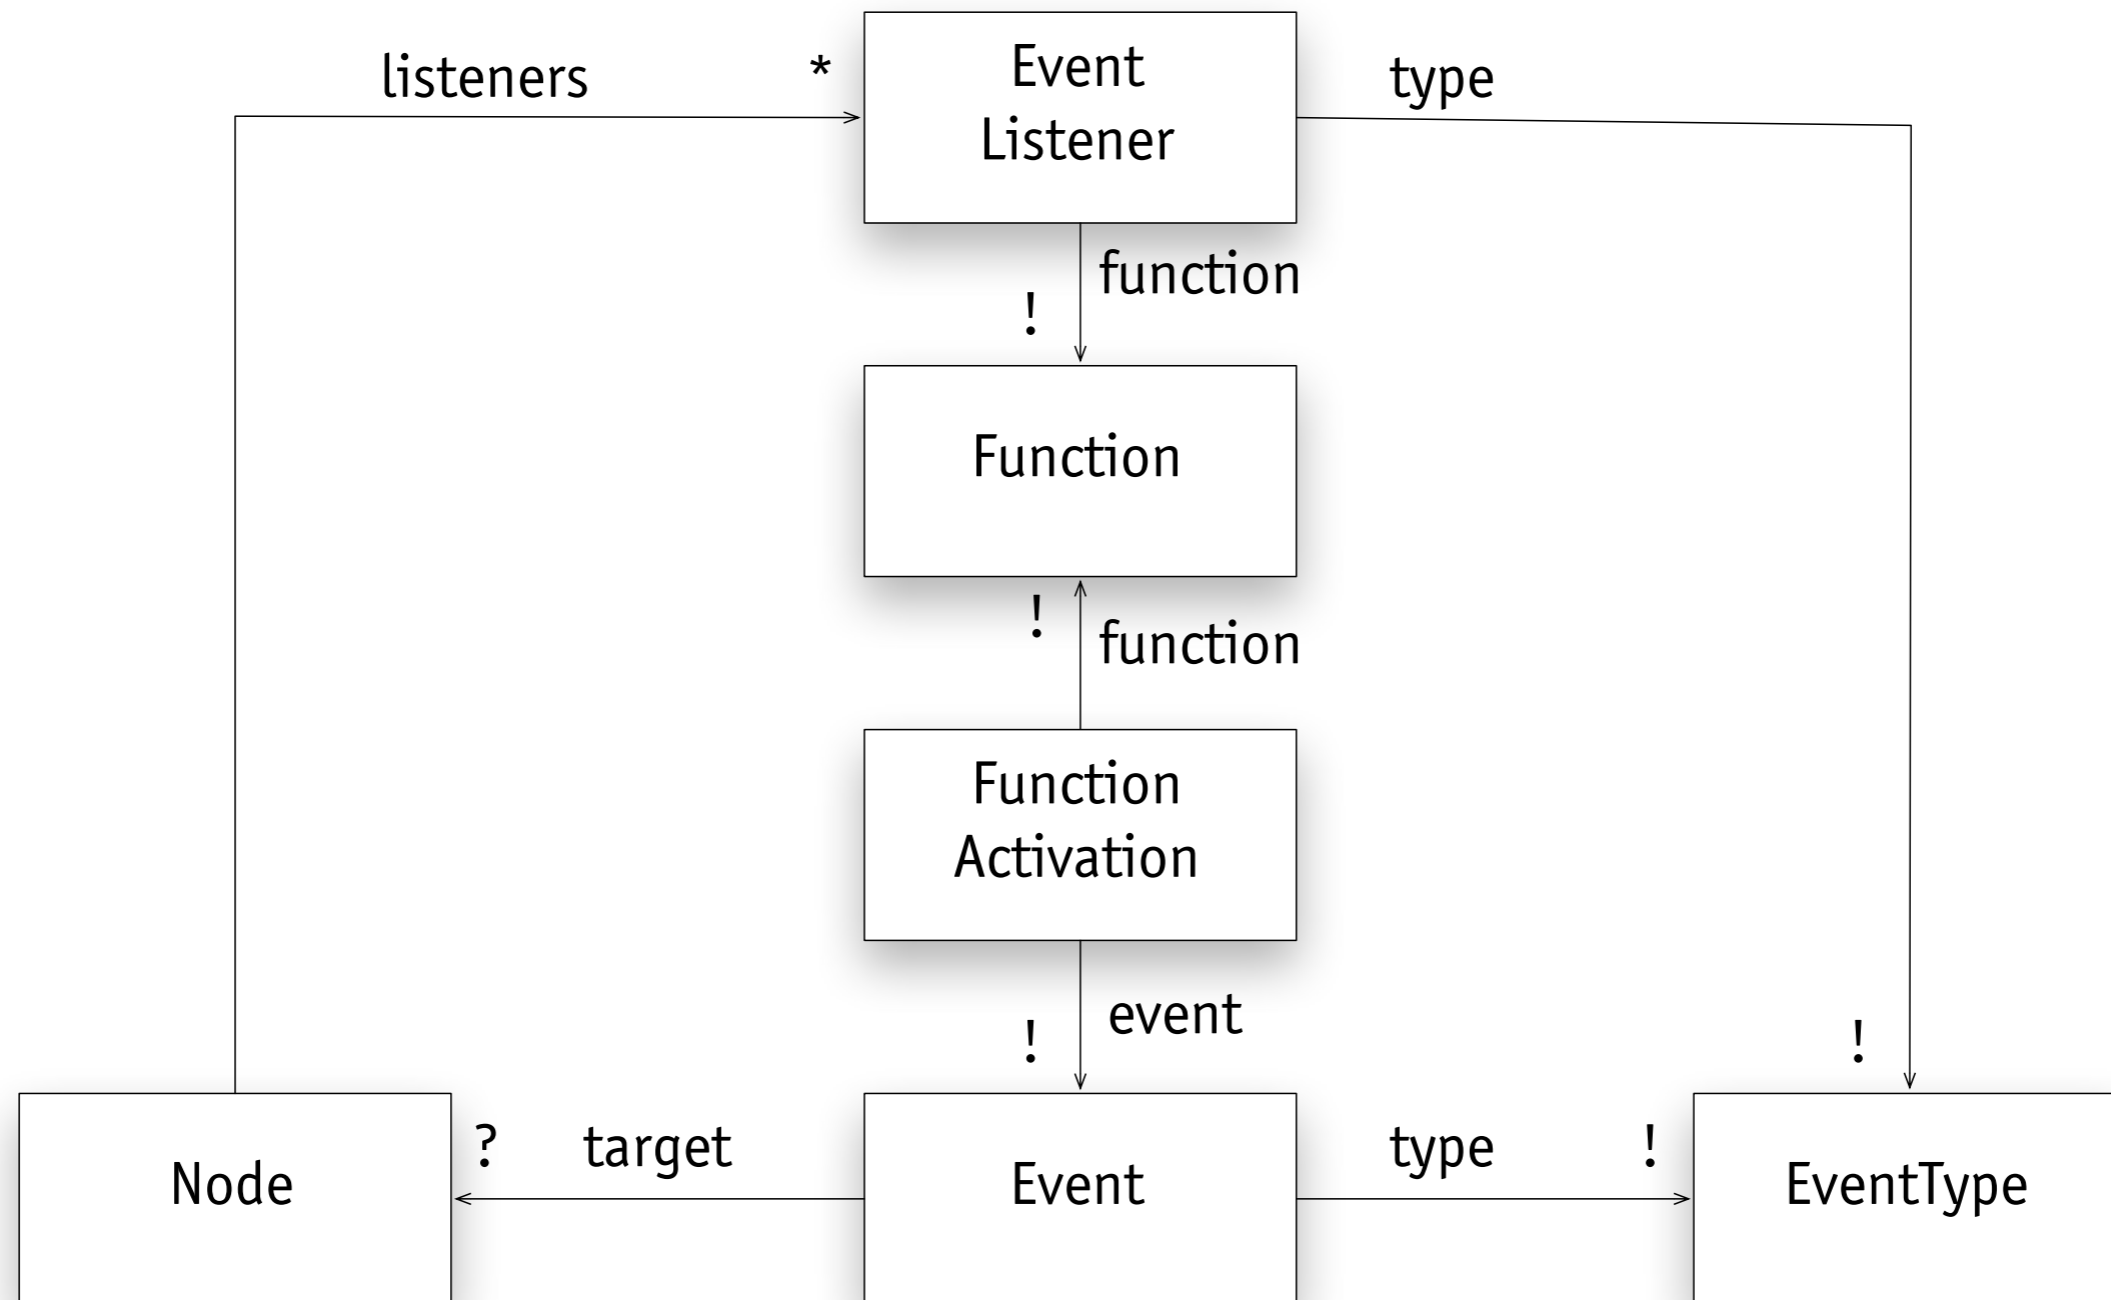 listeners
*
Event
Listener
type
function
!
Function
!
function
Function
Activation
event
!
!
Node
?
target
Event
type
!
EventType